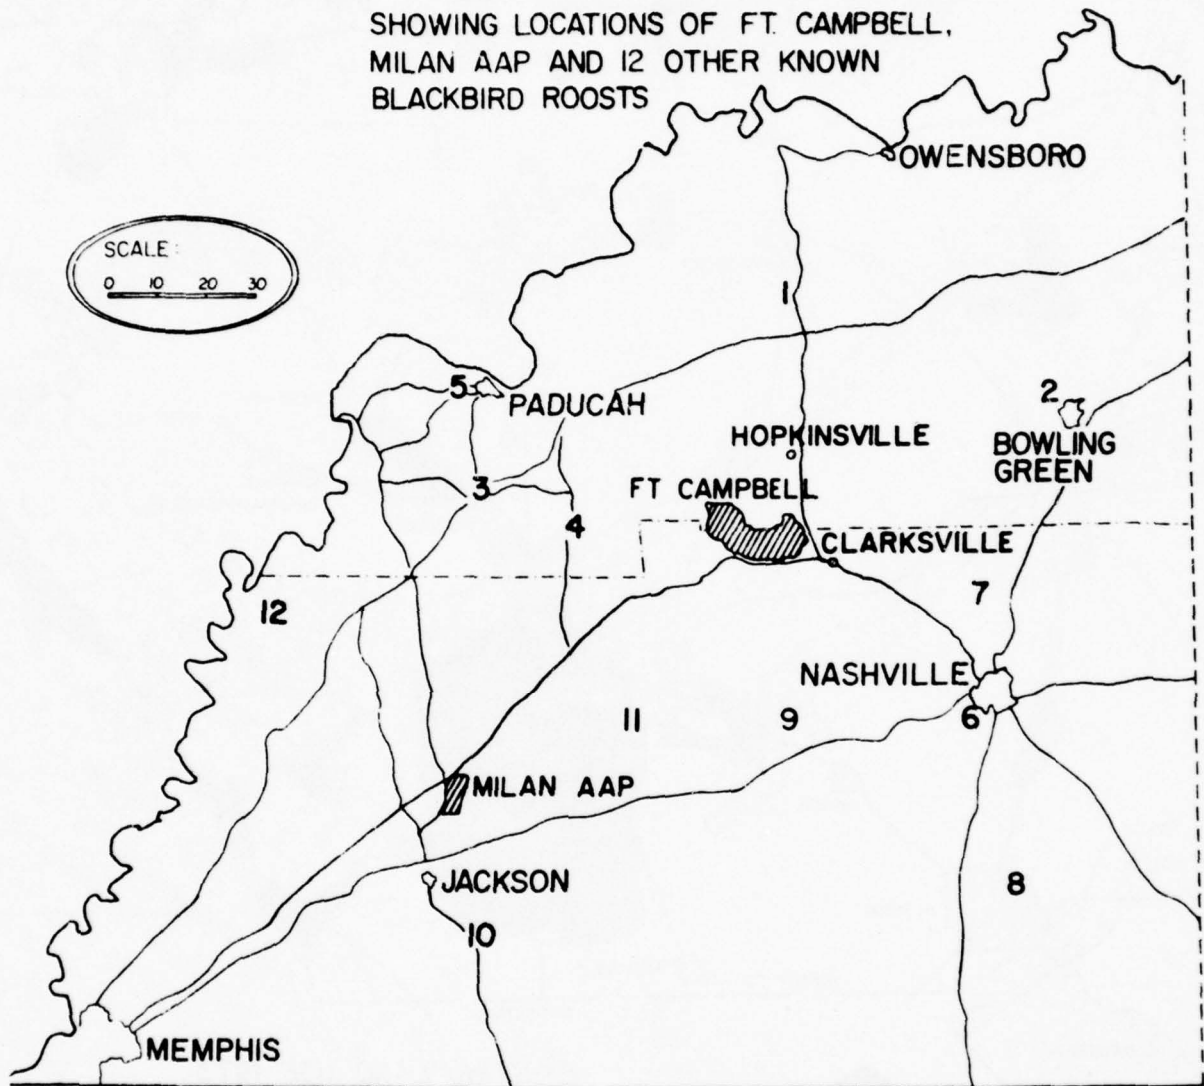 SHOWING LOCATIONS OF FT. CAMPBELL,
MILAN AAP AND 12 OTHER KNOWN
BLACKBIRD ROOSTS
OWENSBORO
SCALE:
0 10 20 30
1
5
PADUCAH
2
HOPKINSVILLE
BOWLING
GREEN
3
FT CAMPBELL
4
CLARKSVILLE
12
7
NASHVILLE
11
9
6
MILAN AAP
JACKSON
8
10
MEMPHIS